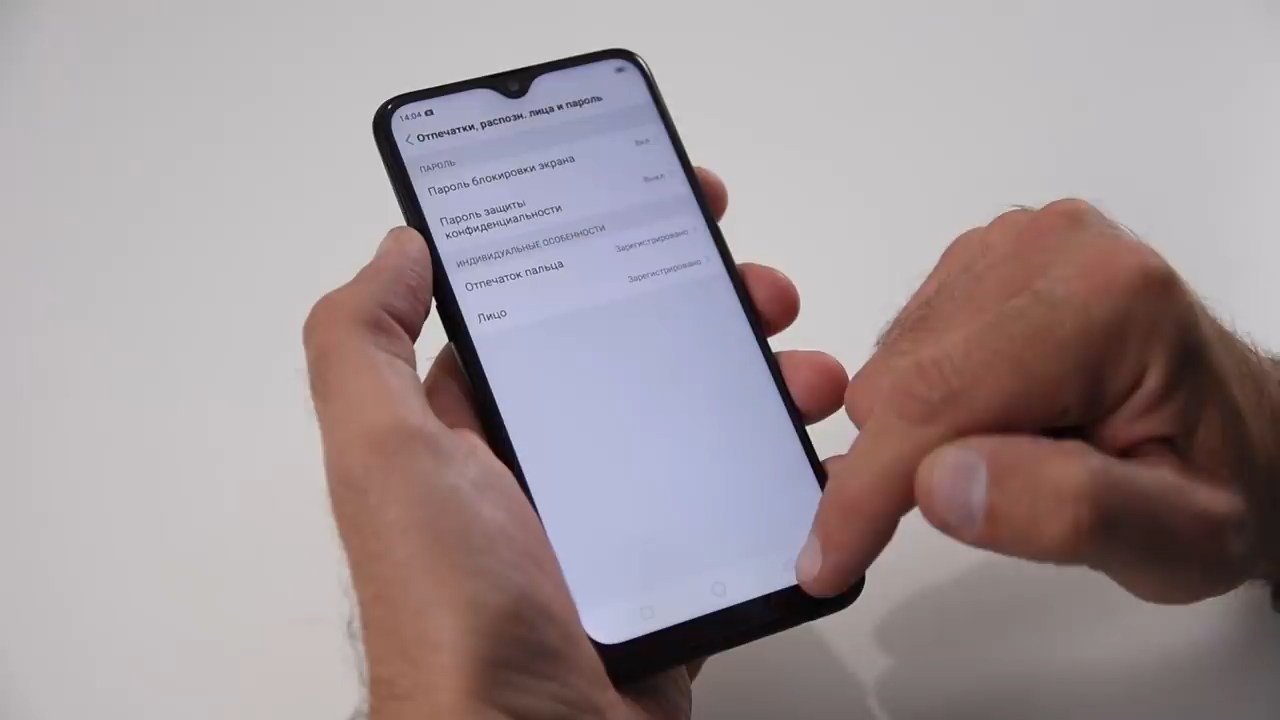 14:04
Отпечатки, распозн. лица и пароль
ПАРОЛЬ
Пароль блокировки экрана
Вкл
Пароль защиты
конфиденциальности
Выкл
ИНДИВИДУАЛЬНЫЕ ОСОБЕННОСТИ
Отпечаток пальца
Зарегистрировано
Лицо
Зарегистрировано